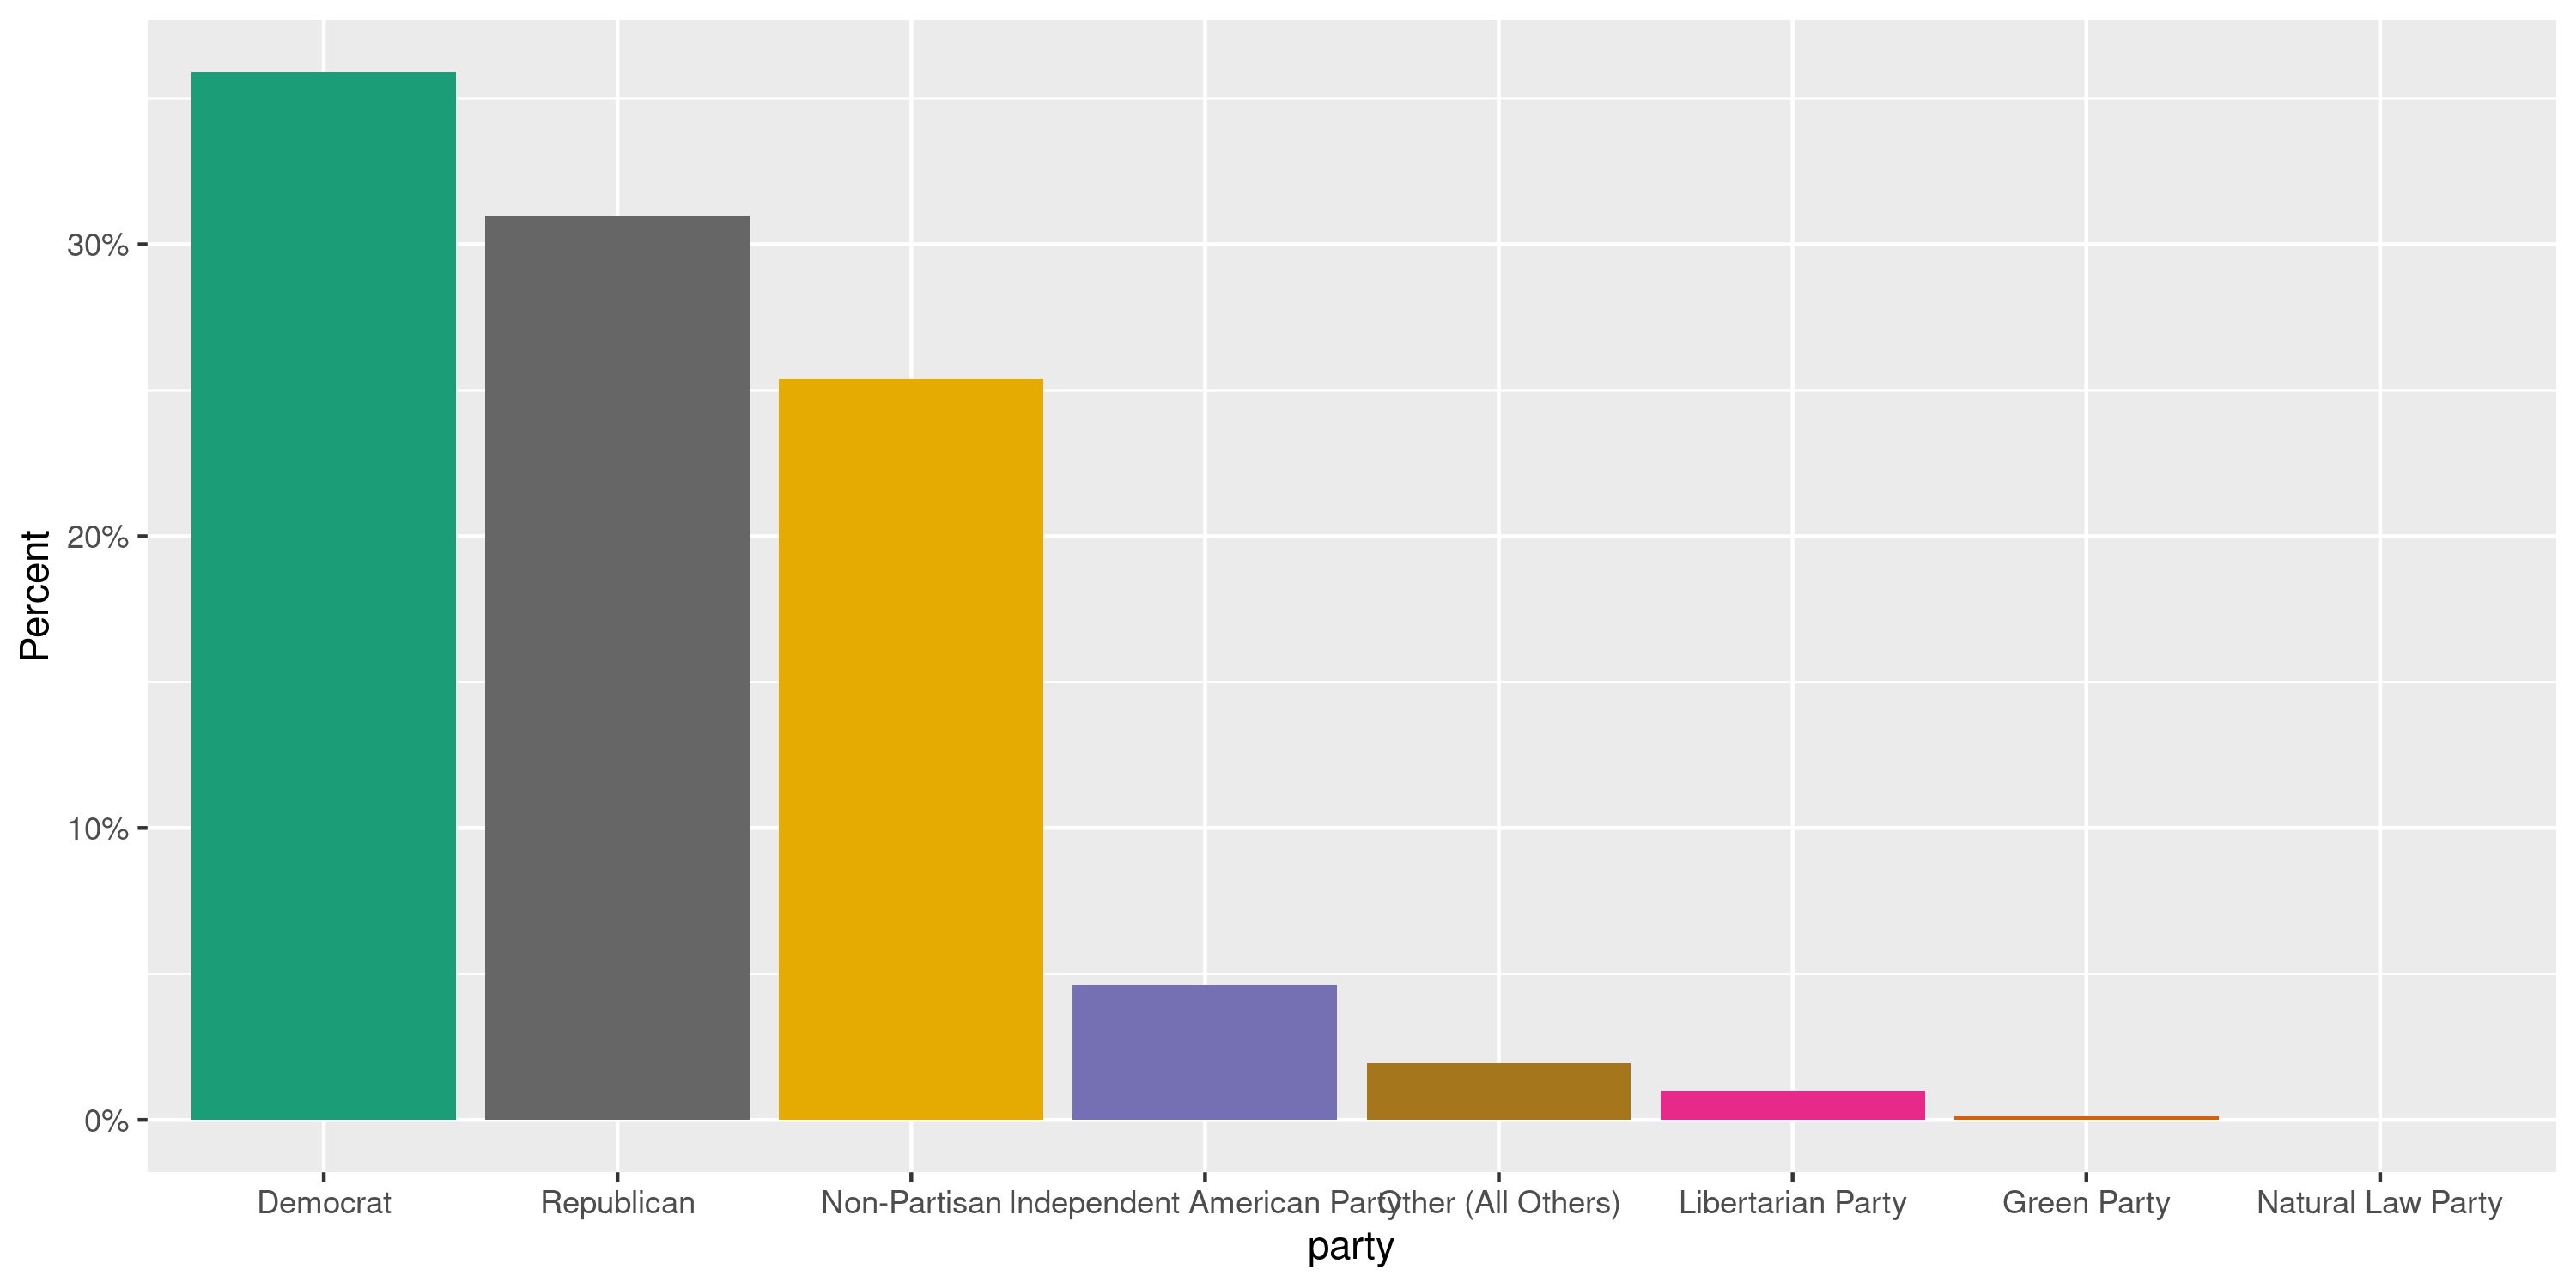 Percent
30%
20%
10%
0%
Democrat
Republican
Non-Partisan
Independent American Party
Other (All Others)
Libertarian Party
Green Party
Natural Law Party
party